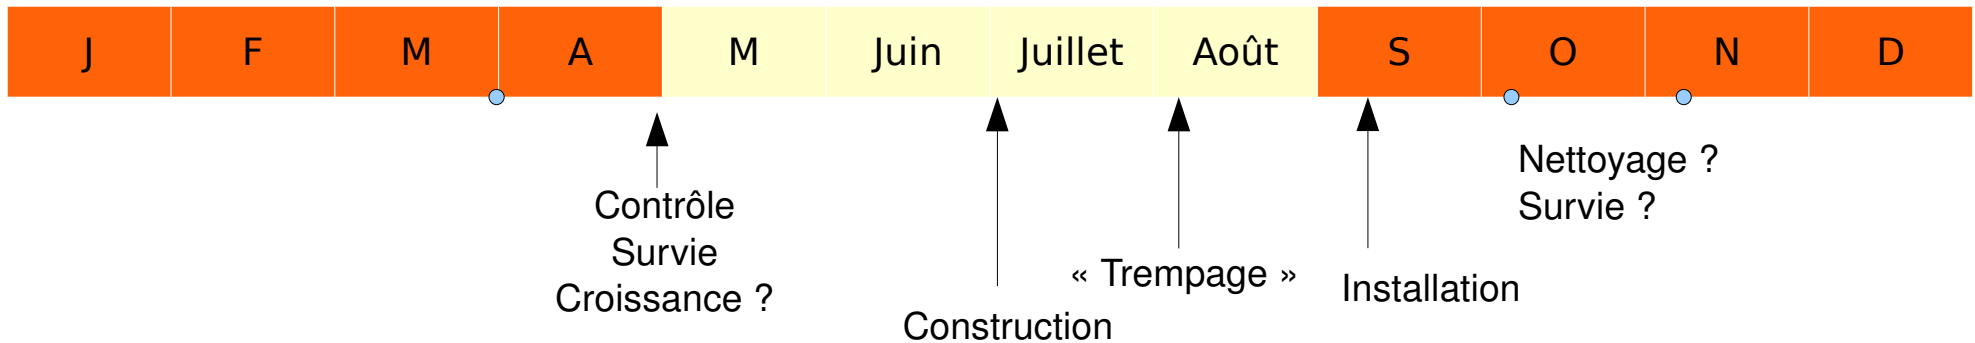 J F M A M Juin Juillet Août S O N D
Nettoyage ?
Survie ?
Contrôle
Survie
Croissance ?
« Trempage »
Installation
Construction